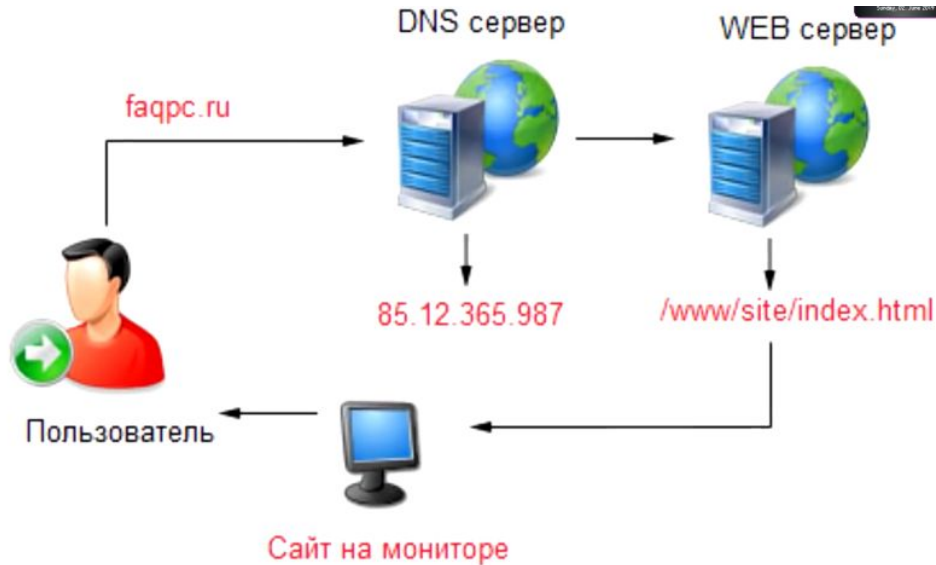 DNS сервер
WEB сервер
faqpc.ru
85.12.365.987
/www/site/index.html
Пользователь
Сайт на мониторе